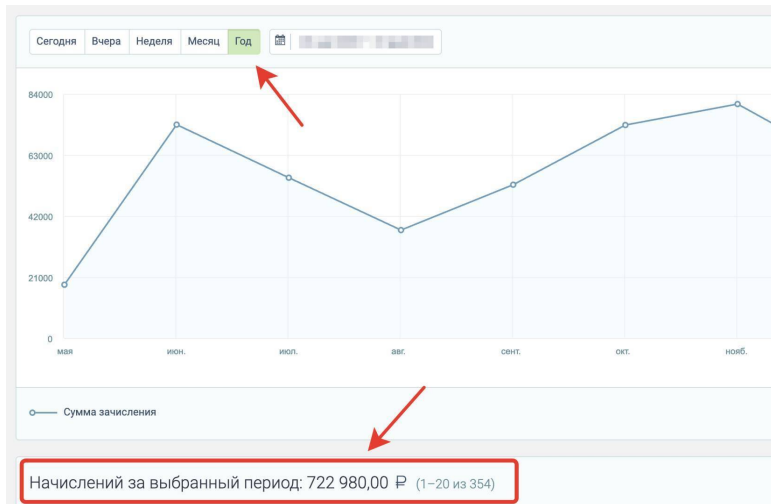 Сегодня Вчера Неделя Месяц Год
84000
63000
42000
21000
0
мая июн. июл. авг. сент. окт. нояб.
Сумма зачисления
Начислений за выбранный период: 722 980,00 ₽ (1–20 из 354)